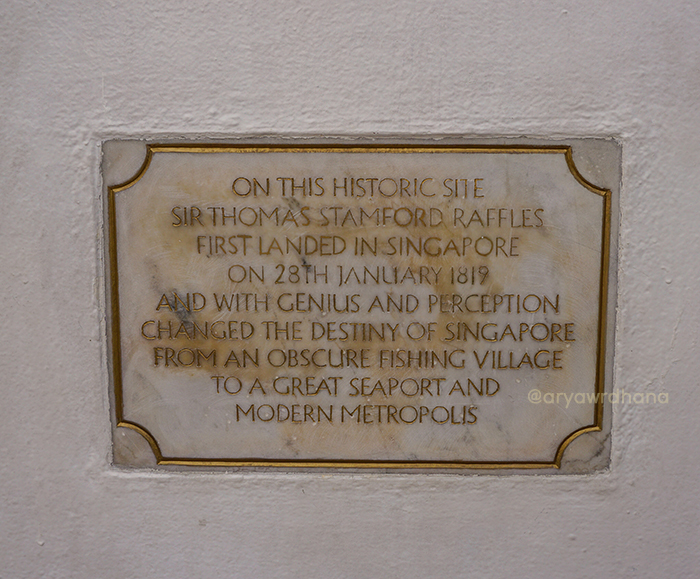 ON THIS HISTORIC SITE
SIR THOMAS STAMFORD RAFFLES
FIRST LANDED IN SINGAPORE
ON 28TH JANUARY 1819
AND WITH GENIUS AND PERCEPTION
CHANGED THE DESTINY OF SINGAPORE
FROM AN OBSCURE FISHING VILLAGE
TO A GREAT SEAPORT AND
MODERN METROPOLIS
@aryawrdhana